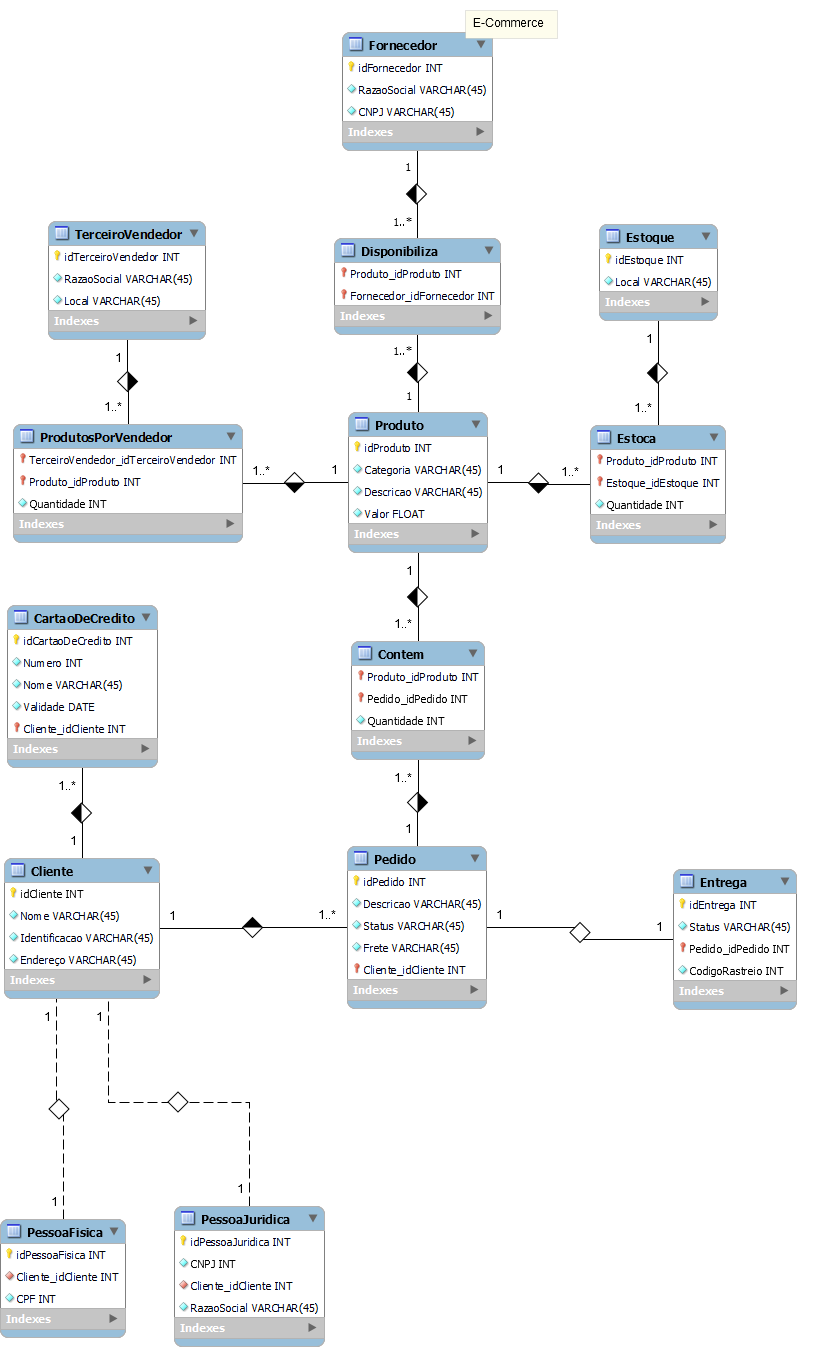 E-Commerce
Fornecedor
idFornecedor INT
RazaoSocial VARCHAR(45)
CNPJ VARCHAR(45)
Indexes
1
1..*
TerceiroVendedor
idTerceiroVendedor INT
RazaoSocial VARCHAR(45)
Local VARCHAR(45)
Indexes
Disponibiliza
Produto_idProduto INT
Fornecedor_idFornecedor INT
Indexes
Estoque
idEstoque INT
Local VARCHAR(45)
Indexes
1
1..*
1..*
1
1
1..*
ProdutosPorVendedor
TerceiroVendedor_idTerceiroVendedor INT
Produto_idProduto INT
Quantidade INT
Indexes
1..*
1
Produto
idProduto INT
Categoria VARCHAR(45)
Descricao VARCHAR(45)
Valor FLOAT
Indexes
1
1..*
Estoca
Produto_idProduto INT
Estoque_idEstoque INT
Quantidade INT
Indexes
1
1..*
CartaoDeCredito
idCartaoDeCredito INT
Numero INT
Nome VARCHAR(45)
Validade DATE
Cliente_idCliente INT
Indexes
Contem
Produto_idProduto INT
Pedido_idPedido INT
Quantidade INT
Indexes
1..*
1
1..*
1
Cliente
idCliente INT
Nome VARCHAR(45)
Identificacao VARCHAR(45)
Endereço VARCHAR(45)
Indexes
1
1..*
Pedido
idPedido INT
Descricao VARCHAR(45)
Status VARCHAR(45)
Frete VARCHAR(45)
Cliente_idCliente INT
Indexes
1
1
Entrega
idEntrega INT
Status VARCHAR(45)
Pedido_idPedido INT
CodigoRastreio INT
Indexes
1
1
1
1
PessoaFisica
idPessoaFisica INT
Cliente_idCliente INT
CPF INT
Indexes
PessoaJuridica
idPessoaJuridica INT
CNPJ INT
Cliente_idCliente INT
RazaoSocial VARCHAR(45)
Indexes